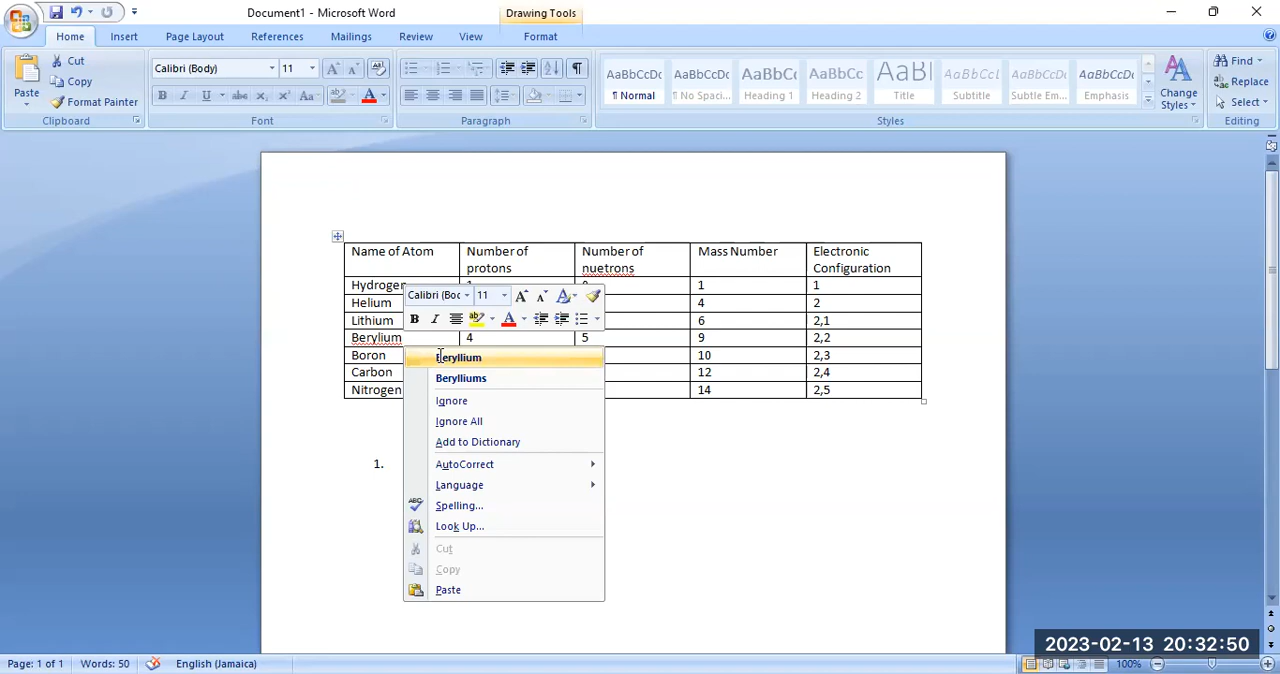 Document1 - Microsoft Word
Drawing Tools
Home Insert Page Layout References Mailings Review View Format
Paste
Cut
Copy
Format Painter
Clipboard
Calibri (Body) 11
Font
Paragraph
AaBbCcDc AaBbCcDc AaBbCc AaBbCc AaBl AaBbCcL AaBbCcDc AaBbCcDc
¶ Normal ¶ No Spaci... Heading 1 Heading 2 Title Subtitle Subtle Em... Emphasis
Styles
Change Styles
Find
Replace
Select
Editing
Name of Atom Number of protons Number of nuetrons Mass Number Electronic Configuration
Hydrogen 1 0 1 1
Helium 4 2
Lithium 6 2,1
Berylium 4 5 9 2,2
Boron 10 2,3
Carbon 12 2,4
Nitrogen 14 2,5
Calibri (Boc 11
Beryllium
Berylliums
Ignore
Ignore All
Add to Dictionary
AutoCorrect
Language
Spelling...
Look Up...
Cut
Copy
Paste
1.
2023-02-13 20:32:50
Page: 1 of 1 Words: 50 English (Jamaica) 100%